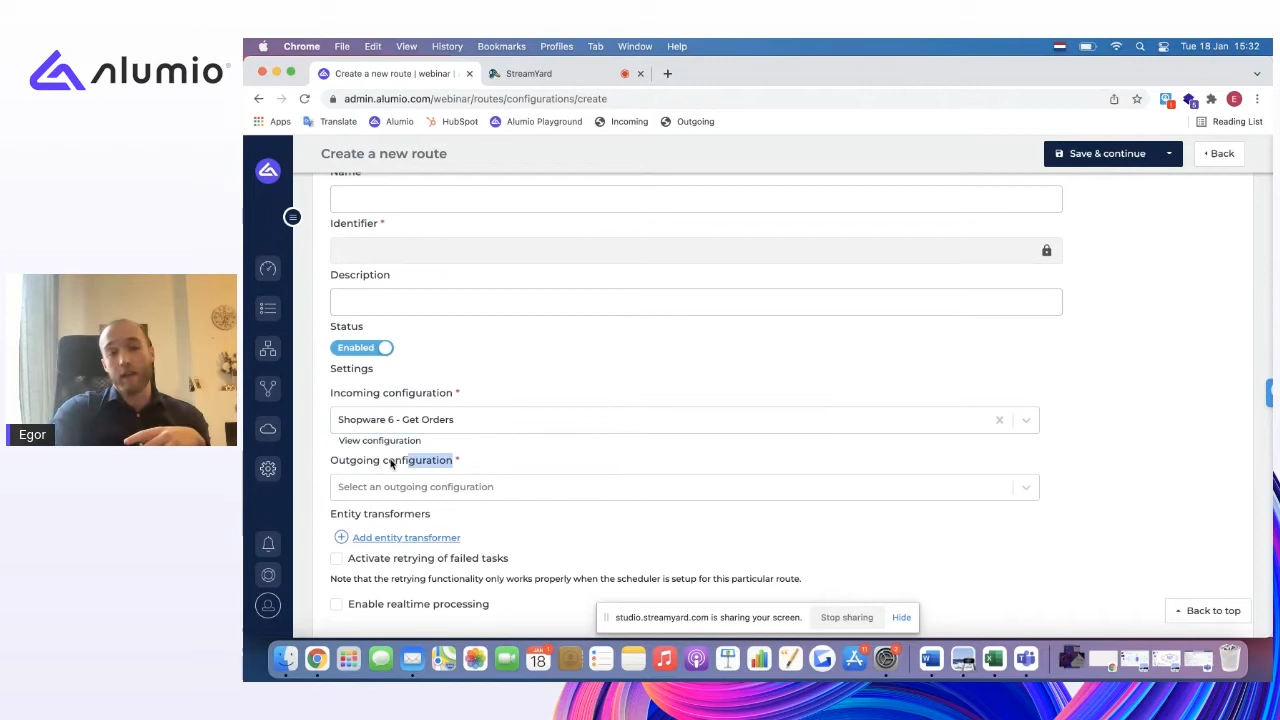 Alumio
Chrome File Edit View History Bookmarks Profiles Tab Window Help Tue 18 Jan 15:32
Create a new route | webinar | StreamYard
admin.alumio.com/webinar/routes/configurations/create E
Apps Translate Alumio HubSpot Alumio Playground Incoming Outgoing Reading List
Create a new route Save & continue Back
Name
Identifier *
Description
Status
Enabled
Settings
Incoming configuration *
Shopware 6 - Get Orders
View configuration
Outgoing configuration *
Select an outgoing configuration
Entity transformers
Add entity transformer
Activate retrying of failed tasks
Note that the retrying functionality only works properly when the scheduler is setup for this particular route.
Enable realtime processing
Back to top
studio.streamyard.com is sharing your screen. Stop sharing Hide
Egor
JAN
18